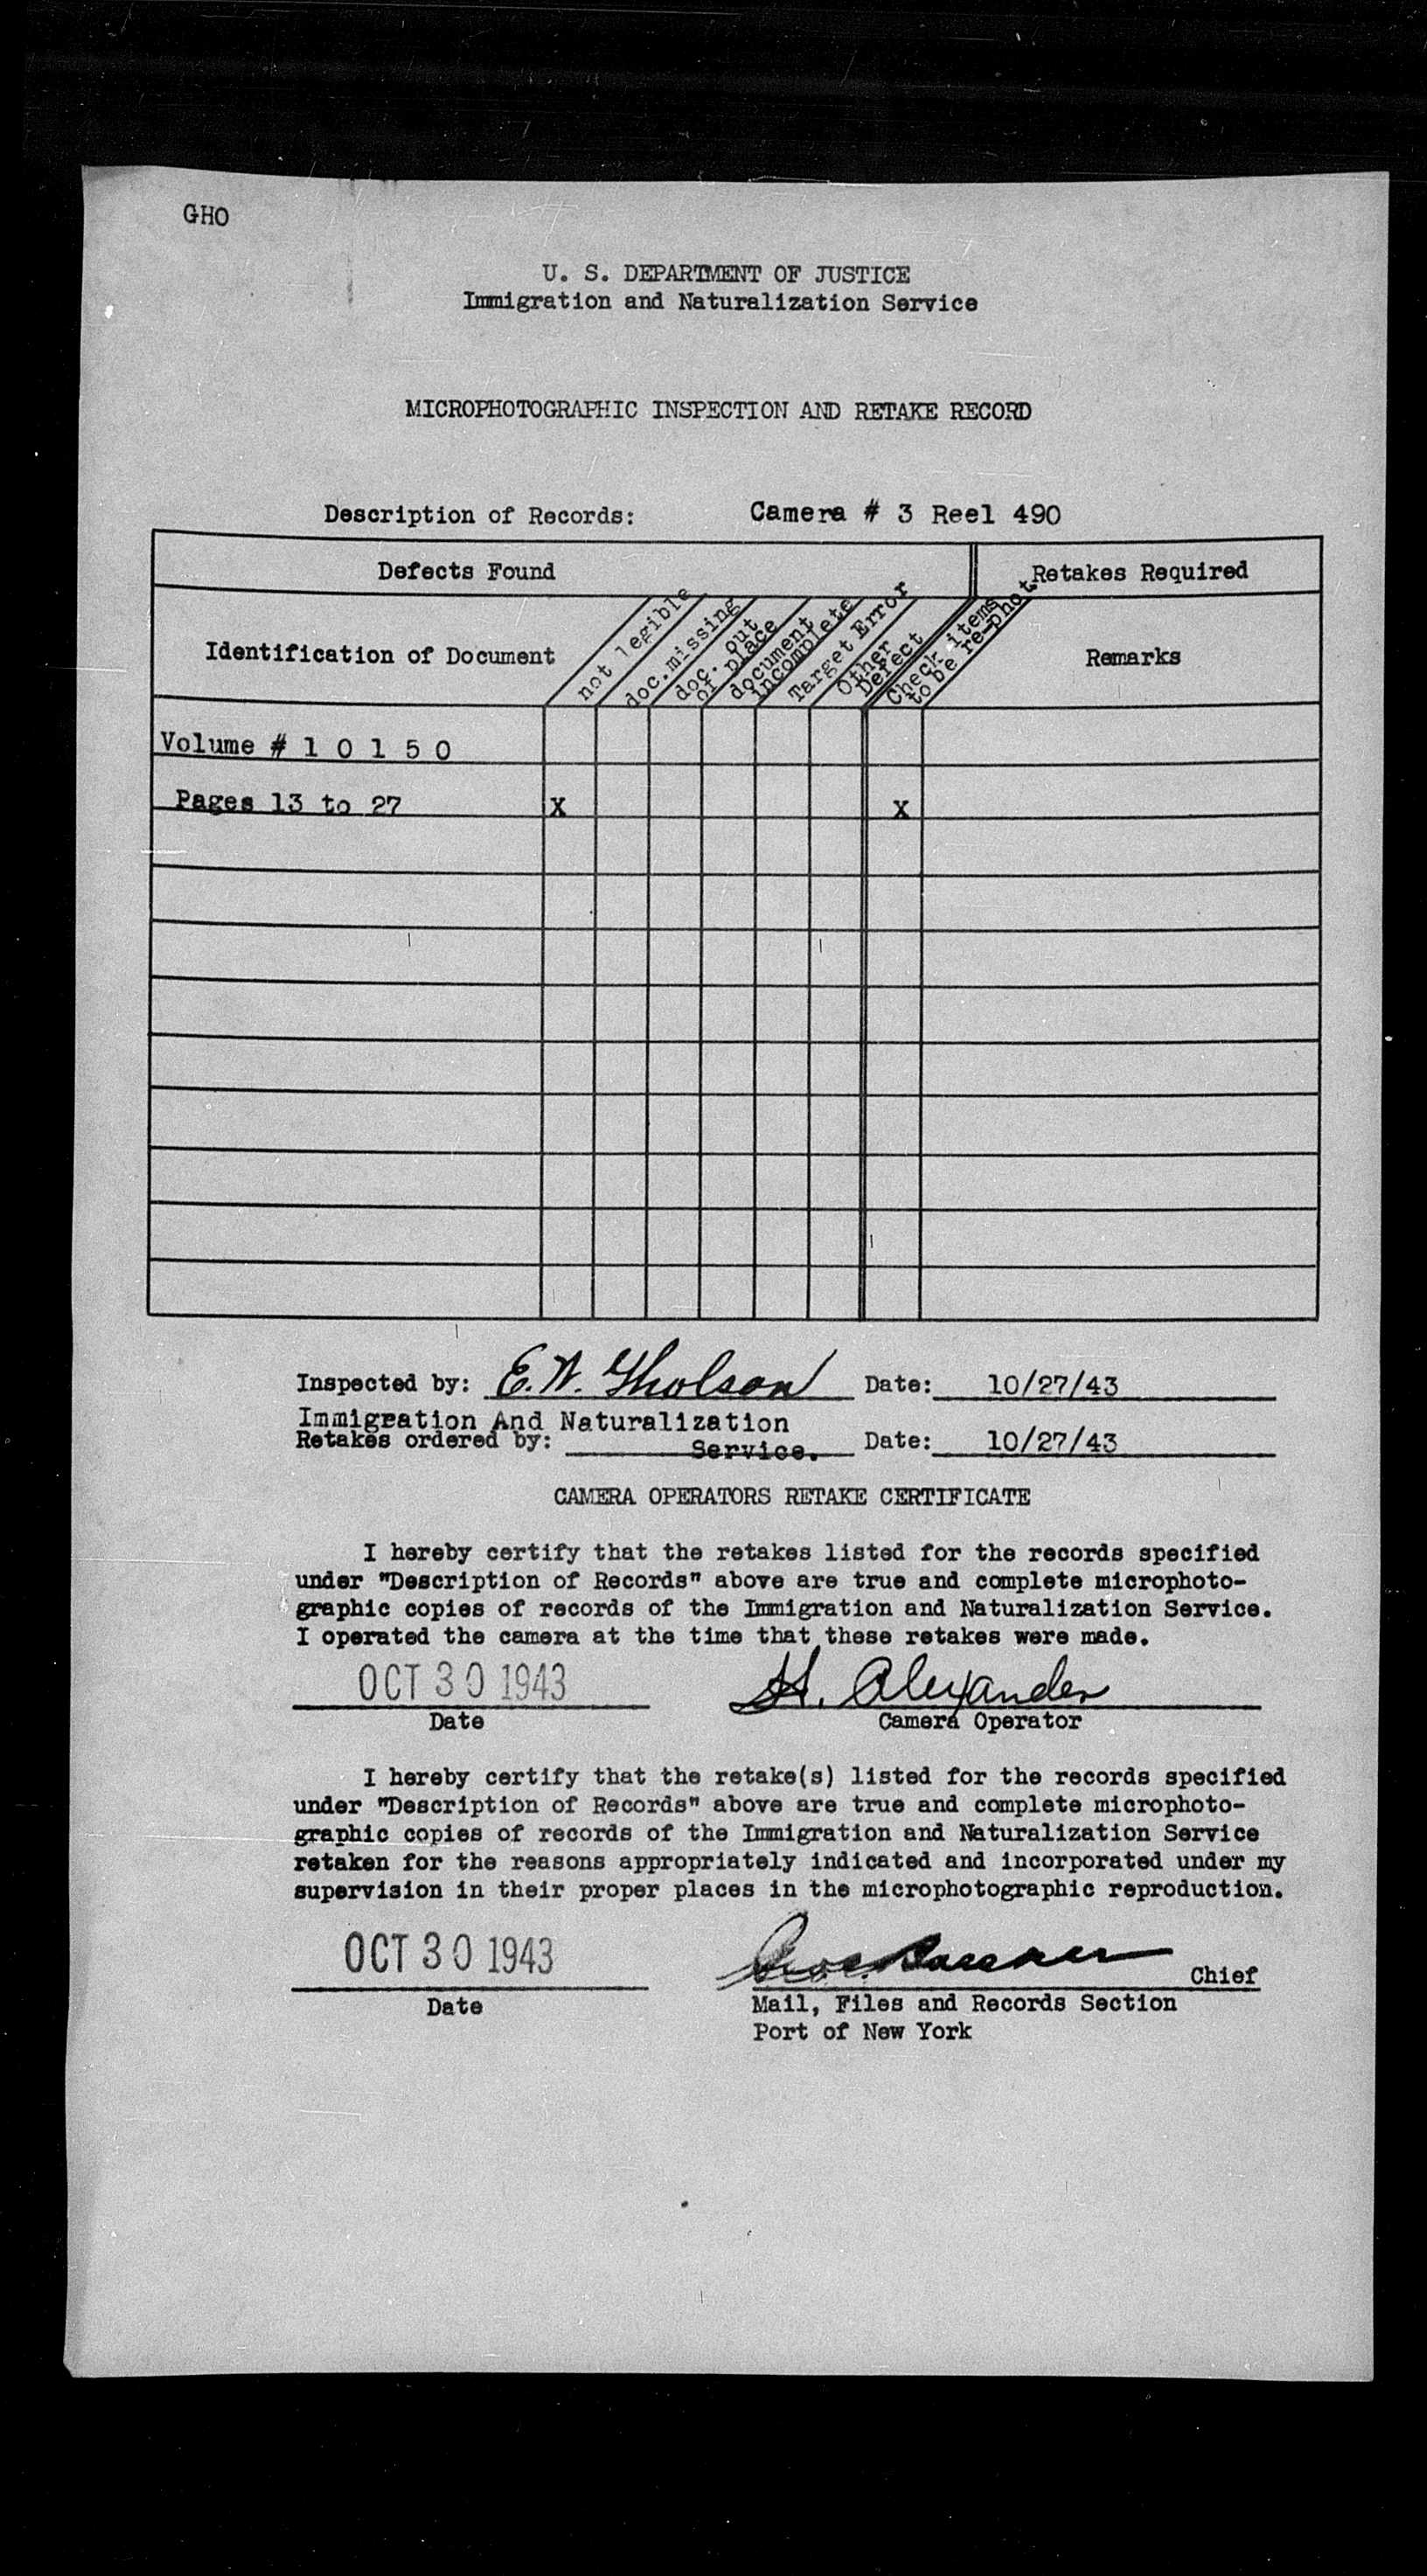 GHO
U. S. DEPARTMENT OF JUSTICE
Immigration and Naturalization Service
MICROPHOTOGRAPHIC INSPECTION AND RETAKE RECORD
Description of Records: Camera # 3 Reel 490
Defects Found
Retakes Required
Identification of Document
not legible
doc.missing
doc. out
of place
document
incomplete
Target Error
Other
Defect
Check items
to be re-phot.
Remarks
Volume # 1 0 1 5 0
Pages 13 to 27 X X
Inspected by: E. W. Gholson Date: 10/27/43
Immigration And Naturalization
Retakes ordered by: Service. Date: 10/27/43
CAMERA OPERATORS RETAKE CERTIFICATE
I hereby certify that the retakes listed for the records specified
under "Description of Records" above are true and complete microphoto-
graphic copies of records of the Immigration and Naturalization Service.
I operated the camera at the time that these retakes were made.
OCT 30 1943 H. Alexander
Date Camera Operator
I hereby certify that the retake(s) listed for the records specified
under "Description of Records" above are true and complete microphoto-
graphic copies of records of the Immigration and Naturalization Service
retaken for the reasons appropriately indicated and incorporated under my
supervision in their proper places in the microphotographic reproduction.
OCT 30 1943 Chief
Date Mail, Files and Records Section
Port of New York